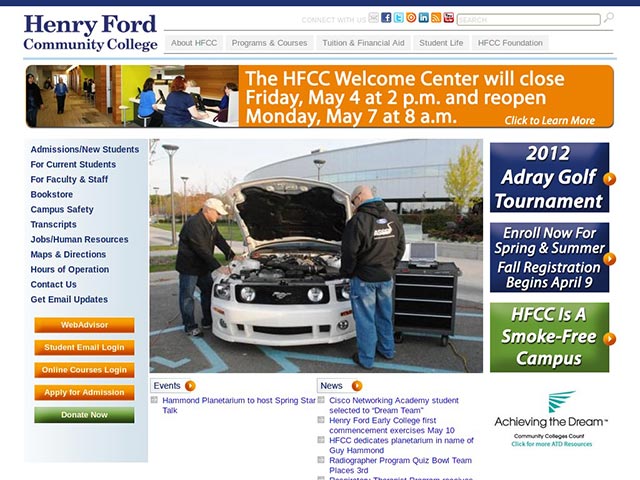 Henry Ford
Community College
CONNECT WITH US
SEARCH
About HFCC
Programs & Courses
Tuition & Financial Aid
Student Life
HFCC Foundation
The HFCC Welcome Center will close
Friday, May 4 at 2 p.m. and reopen
Monday, May 7 at 8 a.m.
Click to Learn More
Admissions/New Students
For Current Students
For Faculty & Staff
Bookstore
Campus Safety
Transcripts
Jobs/Human Resources
Maps & Directions
Hours of Operation
Contact Us
Get Email Updates
WebAdvisor
Student Email Login
Online Courses Login
Apply for Admission
Donate Now
2012
Adray Golf
Tournament
Enroll Now For
Spring & Summer
Fall Registration
Begins April 9
HFCC Is A
Smoke-Free
Campus
Events
Hammond Planetarium to host Spring Star
Talk
News
Cisco Networking Academy student
selected to “Dream Team”
Henry Ford Early College first
commencement exercises May 10
HFCC dedicates planetarium in name of
Guy Hammond
Radiographer Program Quiz Bowl Team
Places 3rd
Respiratory Therapist Program receives
Achieving the Dream™
Community Colleges Count
Click for more ATD Resources